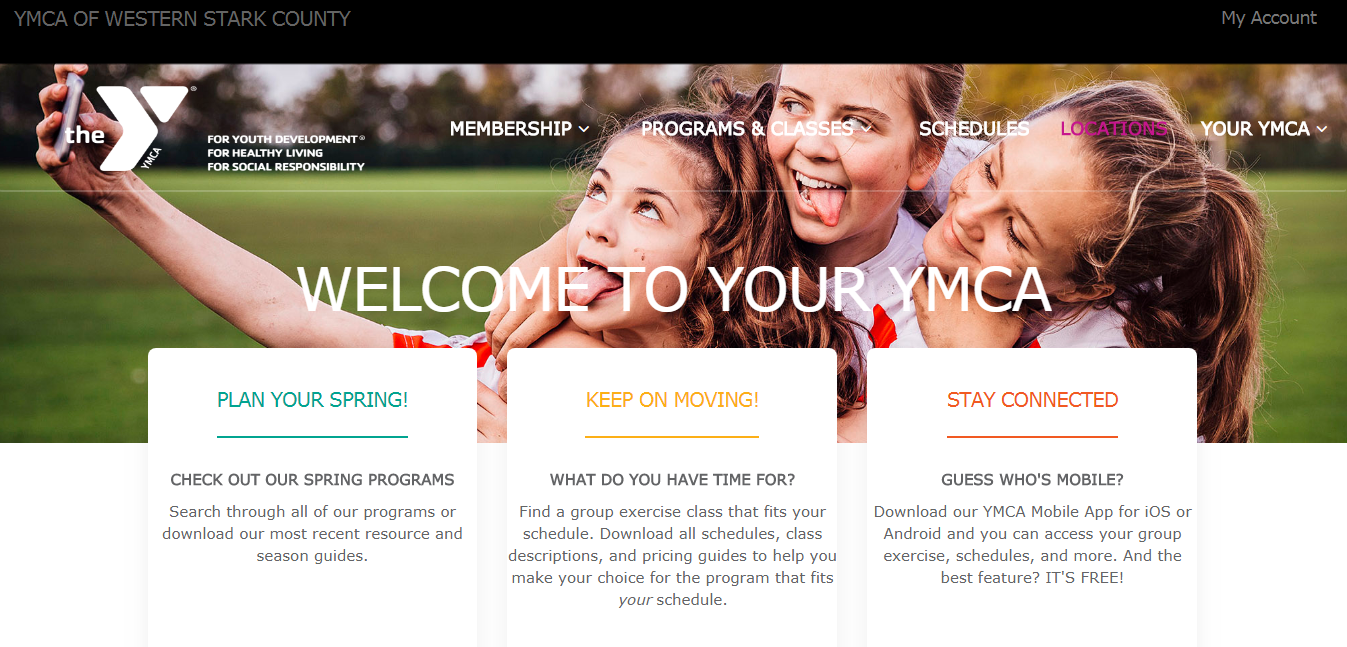 YMCA OF WESTERN STARK COUNTY
My Account
the
YMCA
FOR YOUTH DEVELOPMENT®
FOR HEALTHY LIVING
FOR SOCIAL RESPONSIBILITY
MEMBERSHIP
PROGRAMS & CLASSES
SCHEDULES
LOCATIONS
YOUR YMCA
WELCOME TO YOUR YMCA
PLAN YOUR SPRING!
CHECK OUT OUR SPRING PROGRAMS
Search through all of our programs or
download our most recent resource and
season guides.
KEEP ON MOVING!
WHAT DO YOU HAVE TIME FOR?
Find a group exercise class that fits your
schedule. Download all schedules, class
descriptions, and pricing guides to help you
make your choice for the program that fits
your schedule.
STAY CONNECTED
GUESS WHO'S MOBILE?
Download our YMCA Mobile App for iOS or
Android and you can access your group
exercise, schedules, and more. And the
best feature? IT'S FREE!